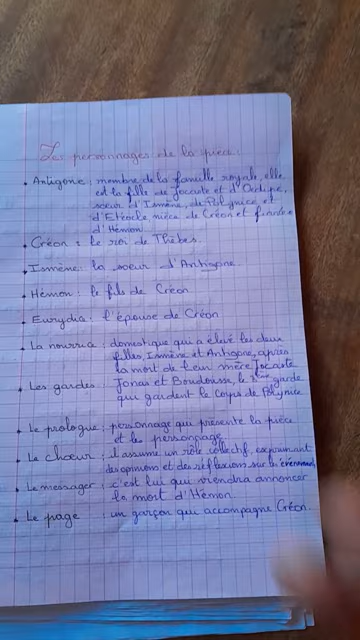 Les personnages de la pièce :
• Antigone : membre de la famille royale, elle
est la fille de Jocaste et d'Oedipe,
soeur d'Ismène, de Polynice et
d'Etéocle, nièce de Créon et fiancée
d'Hémon
• Créon : le roi de Thèbes.
• Ismène : la soeur d'Antigone
• Hémon : le fils de Créon
• Eurydia : l'épouse de Créon
• La nourrice : domestique qui a élevé les deux
filles, Ismène et Antigone, après
la mort de leur mère Jocaste
• Les gardes : Jonas et Boudousse, le 1er garde
qui gardent le Corps de Polynice
• Le prologue : personnage qui présente la pièce
et les personnage
• Le chœur : il assume un rôle collectif, exprimant
des opinions et des réflexions sur les événements
• Le messager : c'est lui qui viendra annoncer
la mort d'Hémon
• Le page : un garçon qui accompagne Créon.